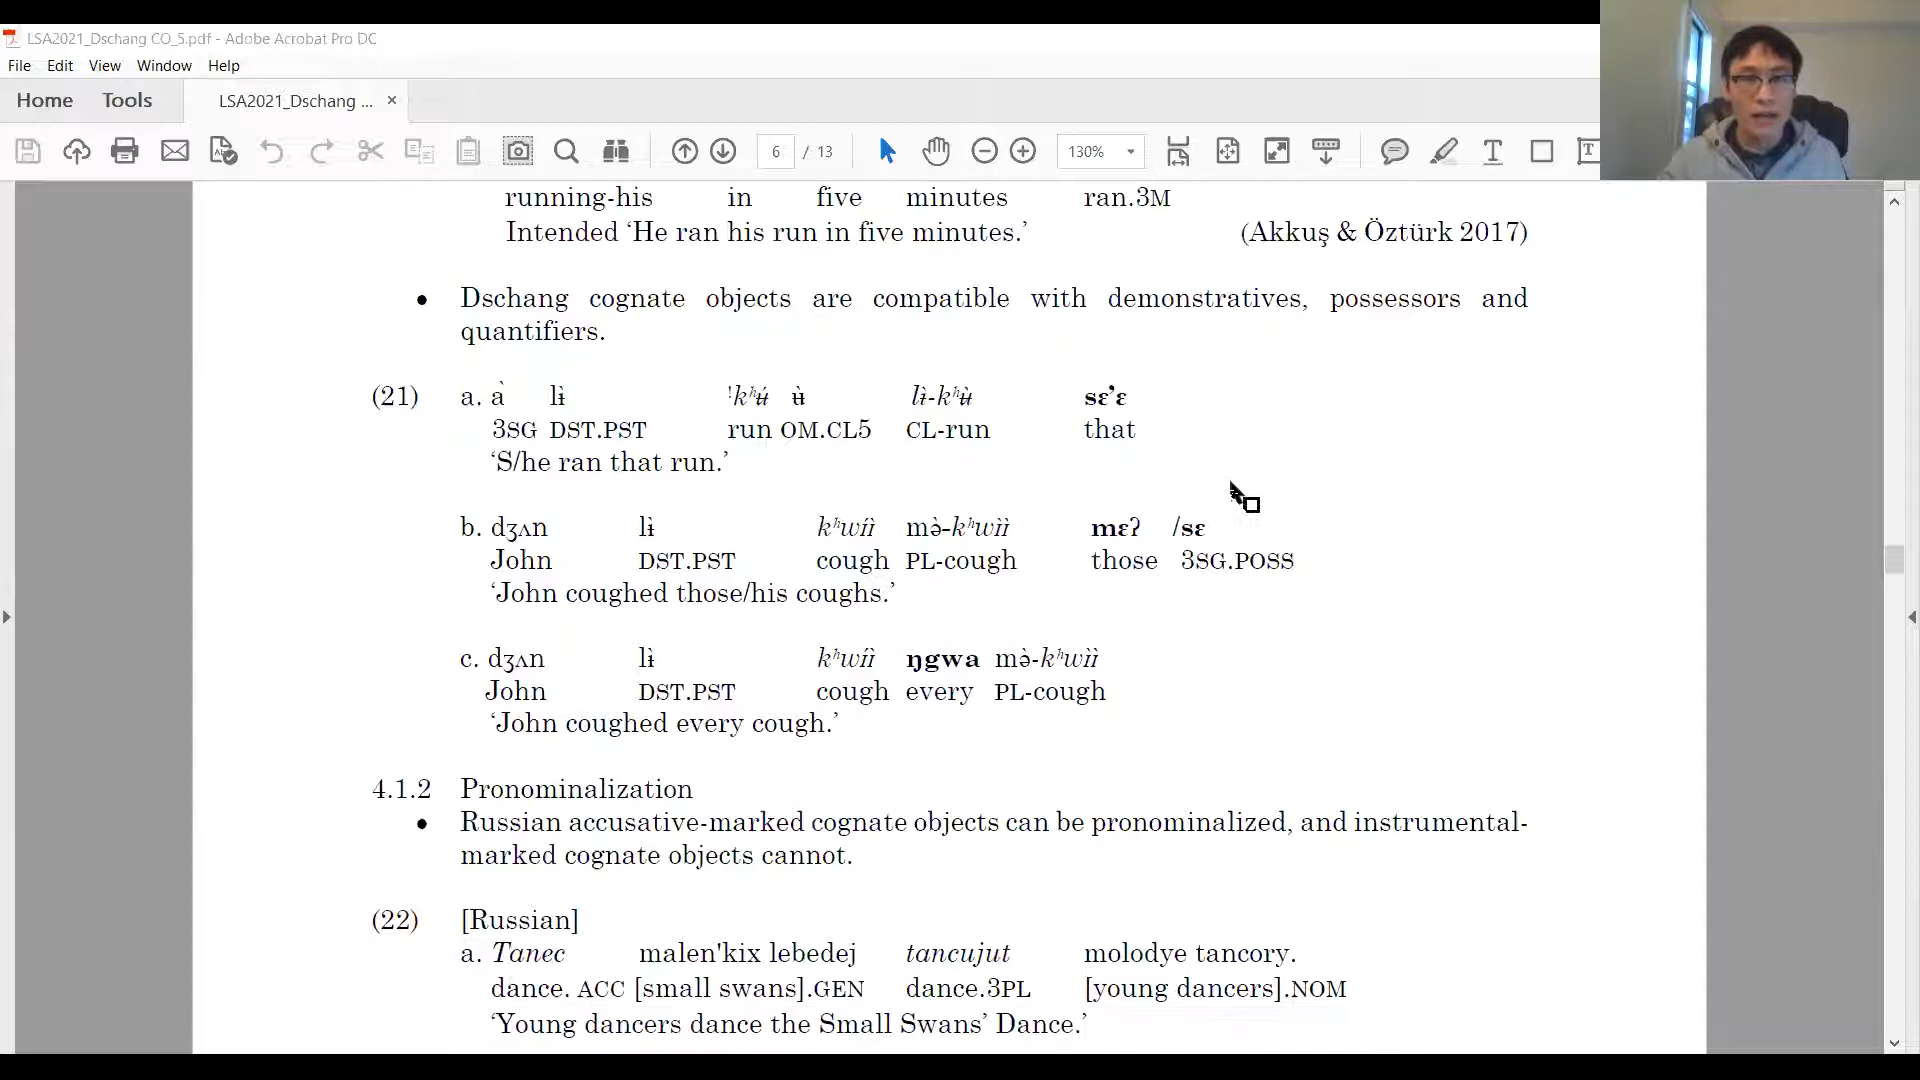 LSA2021_Dschang CO_5.pdf - Adobe Acrobat Pro DC
File Edit View Window Help
Home Tools LSA2021_Dschang ... ×
6 / 13 130%
running-his in five minutes ran.3M
Intended ‘He ran his run in five minutes.’ (Akkuş & Öztürk 2017)
• Dschang cognate objects are compatible with demonstratives, possessors and
quantifiers.
(21) a. à lɨ̀ ꜝkʰʉ́ ʉ̀ lɨ̀-kʰʉ̀ sɛ’ɛ
3SG DST.PST run OM.CL5 CL-run that
‘S/he ran that run.’
b. dʒʌn lɨ̀ kʰwíì mə̀-kʰwìì mɛʔ /sɛ
John DST.PST cough PL-cough those 3SG.POSS
‘John coughed those/his coughs.’
c. dʒʌn lɨ̀ kʰwíì ŋgwa mə̀-kʰwìì
John DST.PST cough every PL-cough
‘John coughed every cough.’
4.1.2 Pronominalization
• Russian accusative-marked cognate objects can be pronominalized, and instrumental-
marked cognate objects cannot.
(22) [Russian]
a. Tanec malen'kix lebedej tancujut molodye tancory.
dance. ACC [small swans].GEN dance.3PL [young dancers].NOM
‘Young dancers dance the Small Swans’ Dance.’